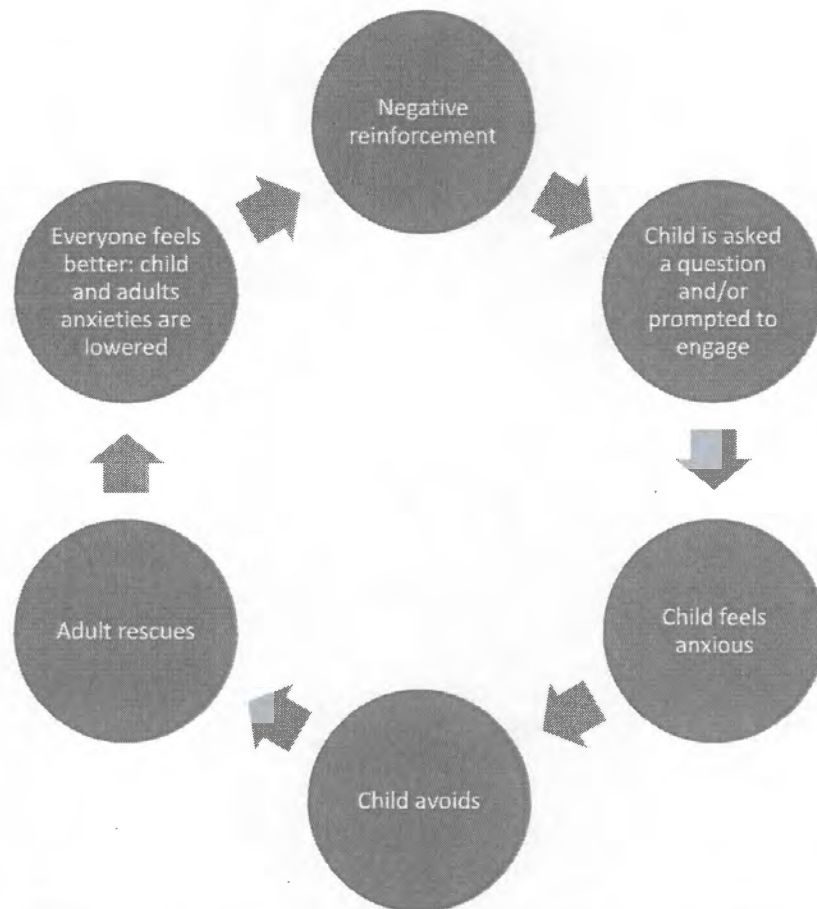 Negative
reinforcement
Child is asked
a question
and/or
prompted to
engage
Child feels
anxious
Child avoids
Adult rescues
Everyone feels
better: child
and adults
anxieties are
lowered